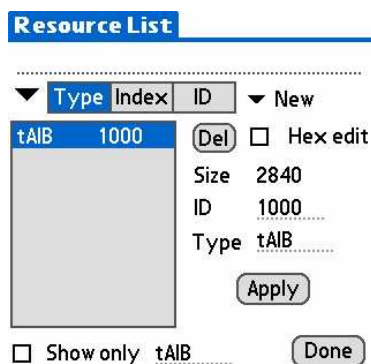 Resource List
Type Index ID New
tAIB 1000 Del Hex edit
Size 2840
ID 1000
Type tAIB
Apply
Show only tAIB Done